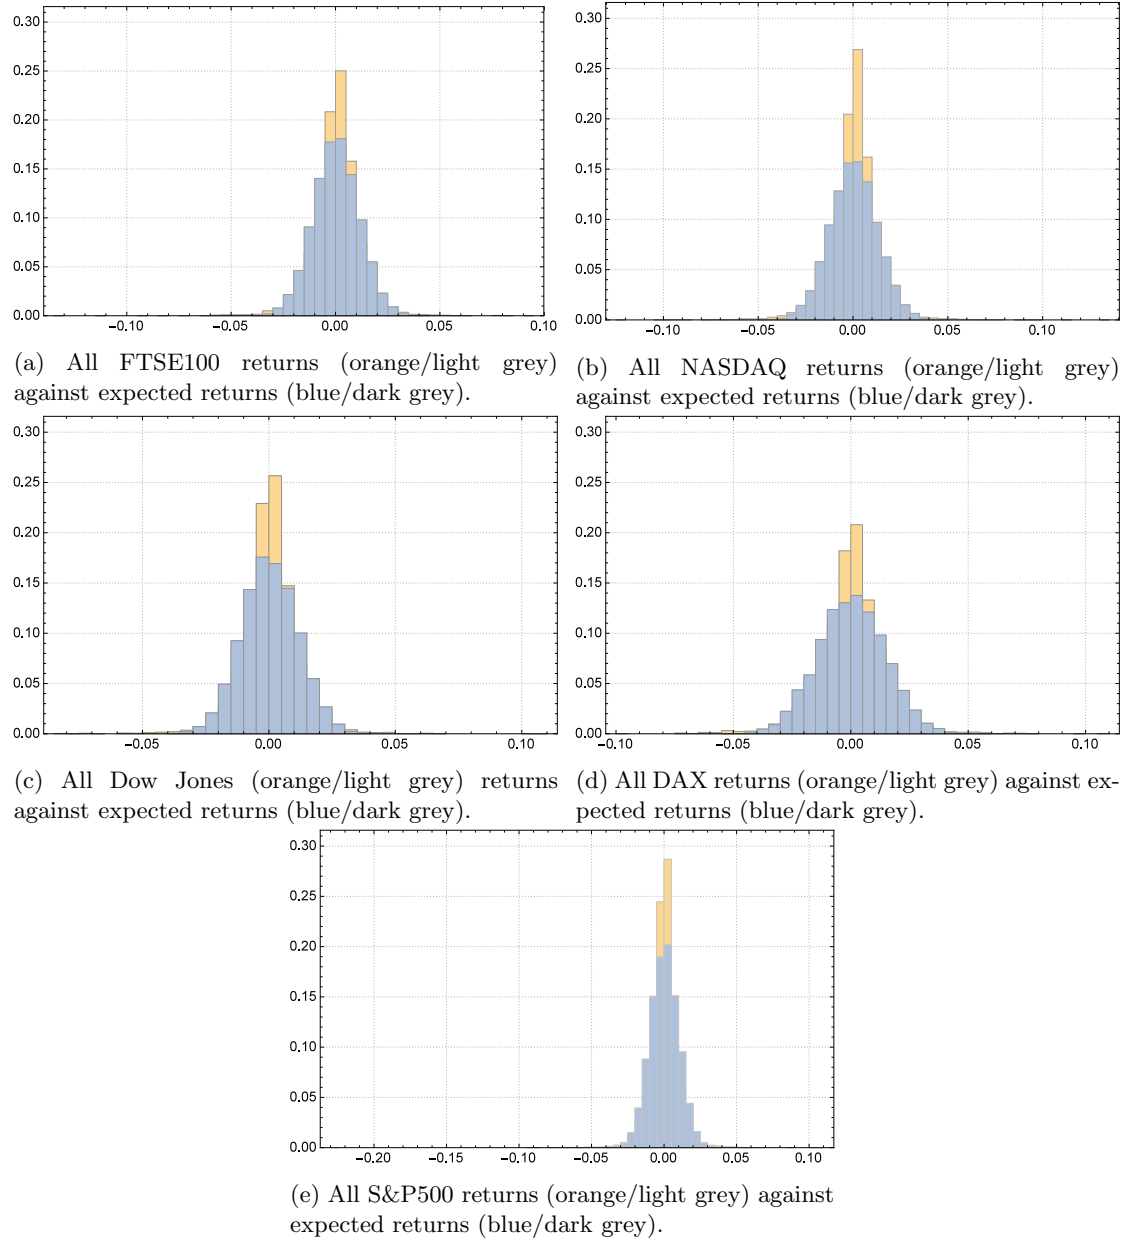 0.30
0.25
0.20
0.15
0.10
0.05
0.00
−0.10 −0.05 0.00 0.05 0.10
(a) All FTSE100 returns (orange/light grey)
against expected returns (blue/dark grey).
0.30
0.25
0.20
0.15
0.10
0.05
0.00
−0.10 −0.05 0.00 0.05 0.10
(b) All NASDAQ returns (orange/light grey)
against expected returns (blue/dark grey).
0.30
0.25
0.20
0.15
0.10
0.05
0.00
−0.05 0.00 0.05 0.10
(c) All Dow Jones (orange/light grey) returns
against expected returns (blue/dark grey).
0.30
0.25
0.20
0.15
0.10
0.05
0.00
−0.10 −0.05 0.00 0.05 0.10
(d) All DAX returns (orange/light grey) against ex-
pected returns (blue/dark grey).
0.30
0.25
0.20
0.15
0.10
0.05
0.00
−0.20 −0.15 −0.10 −0.05 0.00 0.05 0.10
(e) All S&P500 returns (orange/light grey) against
expected returns (blue/dark grey).